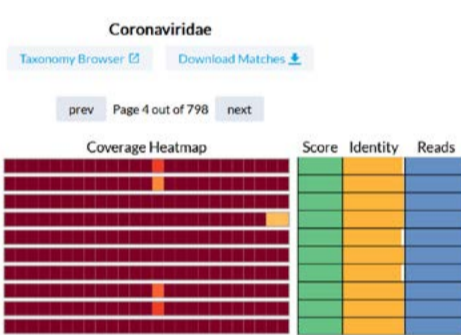 Coronaviridae
Taxonomy Browser Download Matches
prev Page 4 out of 798 next
Coverage Heatmap Score Identity Reads